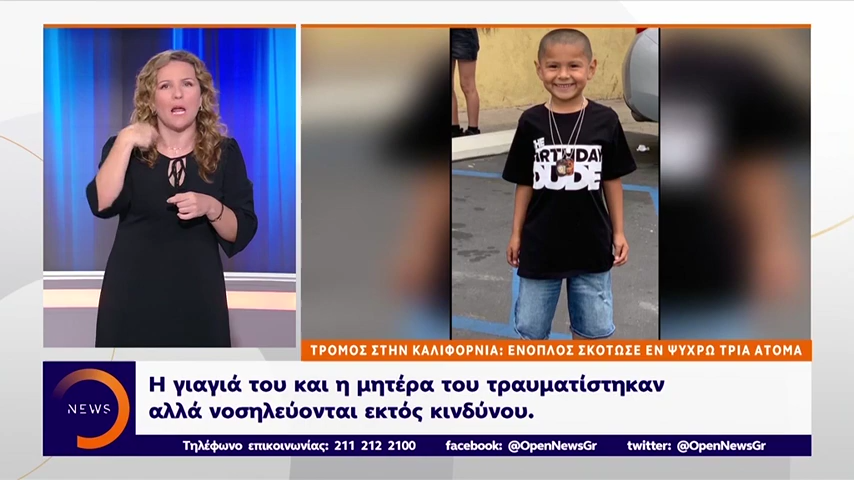 THE
BIRTHDAY
DUDE
ΤΡΟΜΟΣ ΣΤΗΝ ΚΑΛΙΦΟΡΝΙΑ: ΕΝΟΠΛΟΣ ΣΚΟΤΩΣΕ ΕΝ ΨΥΧΡΩ ΤΡΙΑ ΑΤΟΜΑ
NEWS
Η γιαγιά του και η μητέρα του τραυματίστηκαν
αλλά νοσηλεύονται εκτός κινδύνου.
Τηλέφωνο επικοινωνίας: 211 212 2100 facebook: @OpenNewsGr twitter: @OpenNewsGr